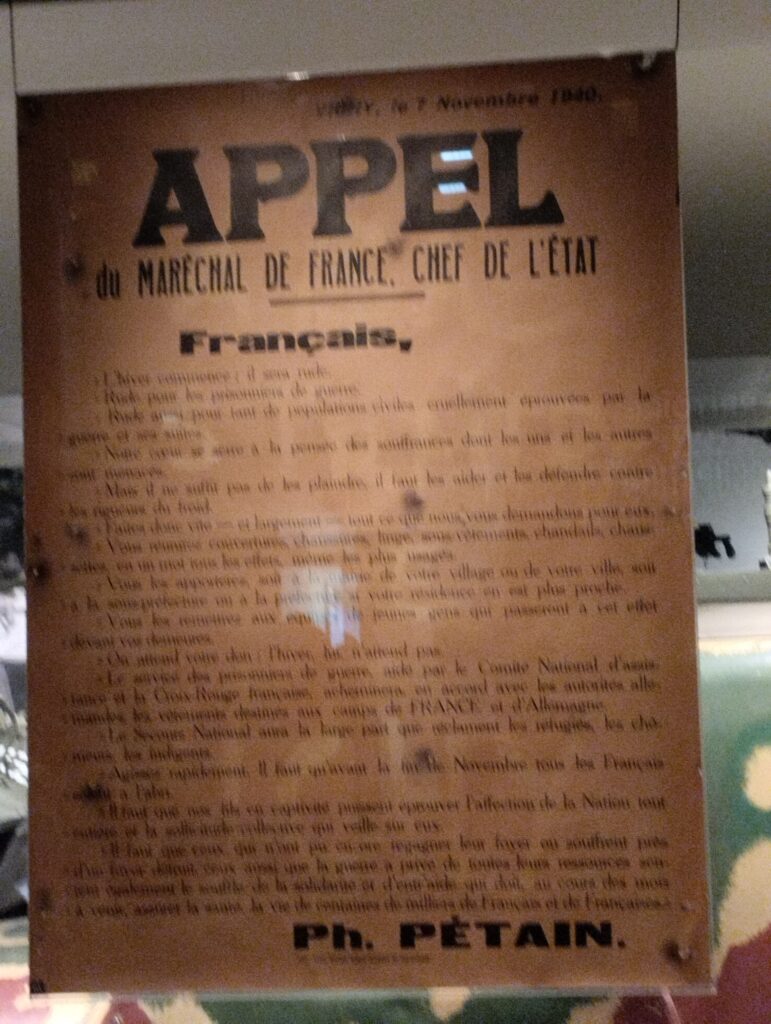 VICHY, le 7 Novembre 1940.
APPEL
du MARÉCHAL DE FRANCE, CHEF DE L'ÉTAT
Français,
« L'hiver commence ; il sera rude.
« Rude pour les prisonniers de guerre.
« Rude aussi pour tant de populations civiles cruellement éprouvées par la
« guerre et ses suites.
« Notre cœur se serre à la pensée des souffrances dont les uns et les autres
« sont menacés.
« Mais il ne suffit pas de les plaindre, il faut les aider et les défendre contre
« les rigueurs du froid.
« Faites donc vite — et largement — tout ce que nous vous demandons pour eux.
« Vous réunirez couvertures, chaussures, linge, sous-vêtements, chandails, chaus-
« settes, en un mot tous les effets, même les plus usagés.
« Vous les apporterez, soit à la mairie de votre village ou de votre ville, soit
« à la sous-préfecture ou à la préfecture si votre résidence en est plus proche.
« Vous les remettrez aux équipes de jeunes gens qui passeront à cet effet
« devant vos demeures.
« On attend votre don : l'hiver, lui, n'attend pas.
« Le service des prisonniers de guerre, aidé par le Comité National d'assis-
« tance et la Croix-Rouge française, acheminera, en accord avec les autorités alle-
« mandes, les vêtements destinés aux camps de FRANCE et d'Allemagne.
« Le Secours National aura la large part que réclament les réfugiés, les chô-
« meurs, les indigents.
« Agissez rapidement. Il faut qu'avant la fin de Novembre tous les Français
« à l'abri.
« Il faut que nos fils en captivité puissent éprouver l'affection de la Nation tout
« entière et la sollicitude collective qui veille sur eux.
« Il faut que ceux qui n'ont pu encore regagner leur foyer ou souffrent près
« d'un foyer détruit, ceux aussi que la guerre a privé de toutes leurs ressources sen-
« tent également le souffle de la solidarité et d'entr'aide qui doit, au cours des mois
« à venir, assurer la santé, la vie de centaines de milliers de Français et de Françaises. »
Ph. PÉTAIN.